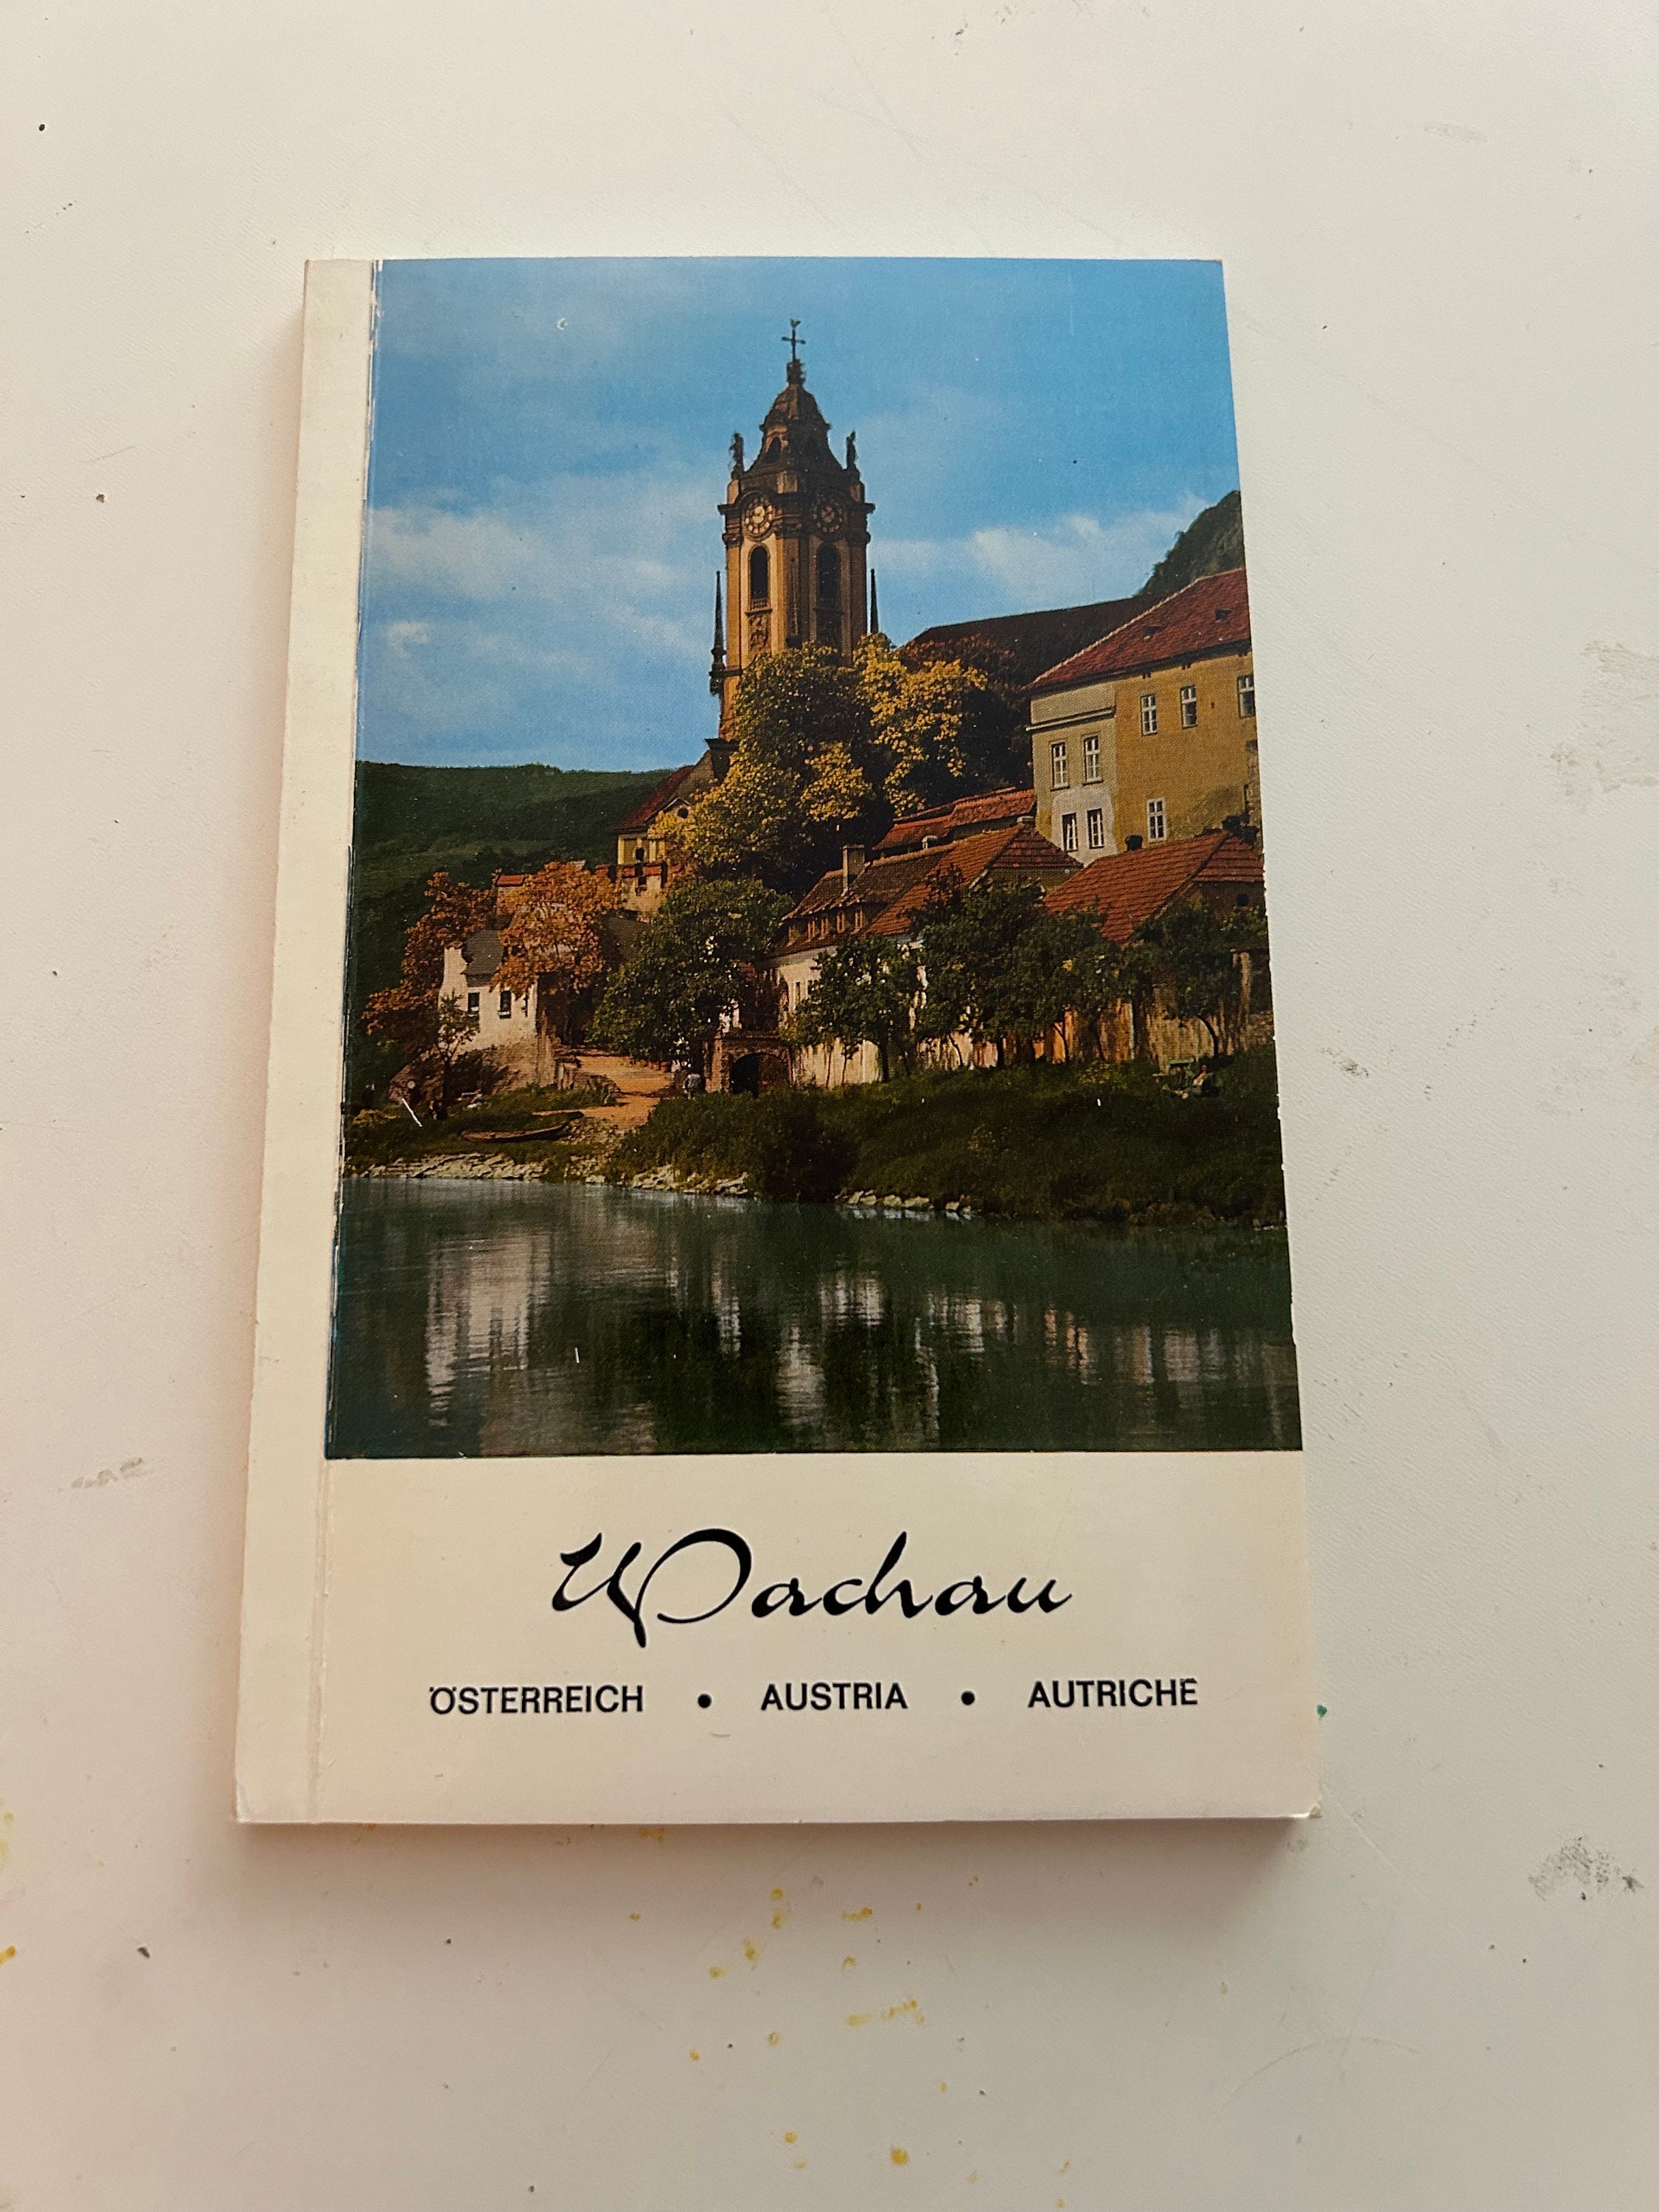 Wachau
ÖSTERREICH • AUSTRIA • AUTRICHE